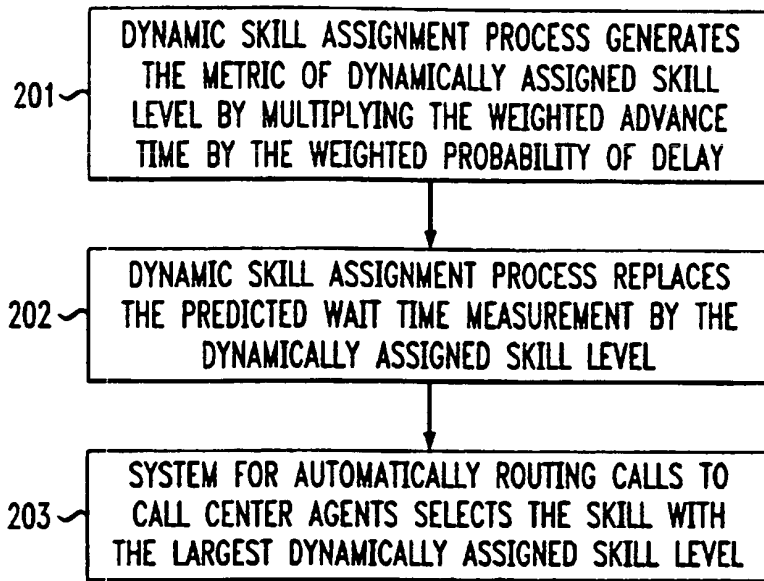 DYNAMIC SKILL ASSIGNMENT PROCESS GENERATES
THE METRIC OF DYNAMICALLY ASSIGNED SKILL
201
LEVEL BY MULTIPLYING THE WEIGHTED ADVANCE
TIME BY THE WEIGHTED PROBABILITY OF DELAY
DYNAMIC SKILL ASSIGNMENT PROCESS REPLACES
202
THE PREDICTED WAIT TIME MEASUREMENT BY THE
DYNAMICALLY ASSIGNED SKILL LEVEL
SYSTEM FOR AUTOMATICALLY ROUTING CALLS TO
203
CALL CENTER AGENTS SELECTS THE SKILL WITH
THE LARGEST DYNAMICALLY ASSIGNED SKILL LEVEL